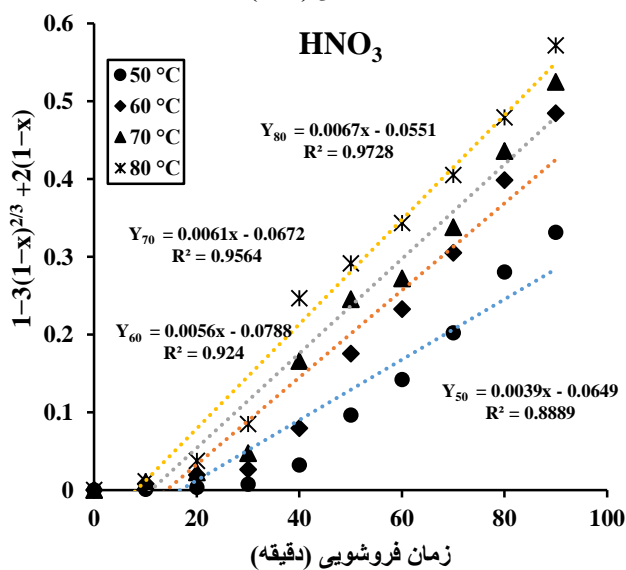 HNO₃
50 °C
60 °C
70 °C
80 °C
Y₈₀ = 0.0067x - 0.0551
R² = 0.9728
Y₇₀ = 0.0061x - 0.0672
R² = 0.9564
Y₆₀ = 0.0056x - 0.0788
R² = 0.924
Y₅₀ = 0.0039x - 0.0649
R² = 0.8889
1−3(1−x)²ᐟ³ +2(1−x)
0.6
0.5
0.4
0.3
0.2
0.1
0
0 20 40 60 80 100
زمان فروشویی (دقیقه)